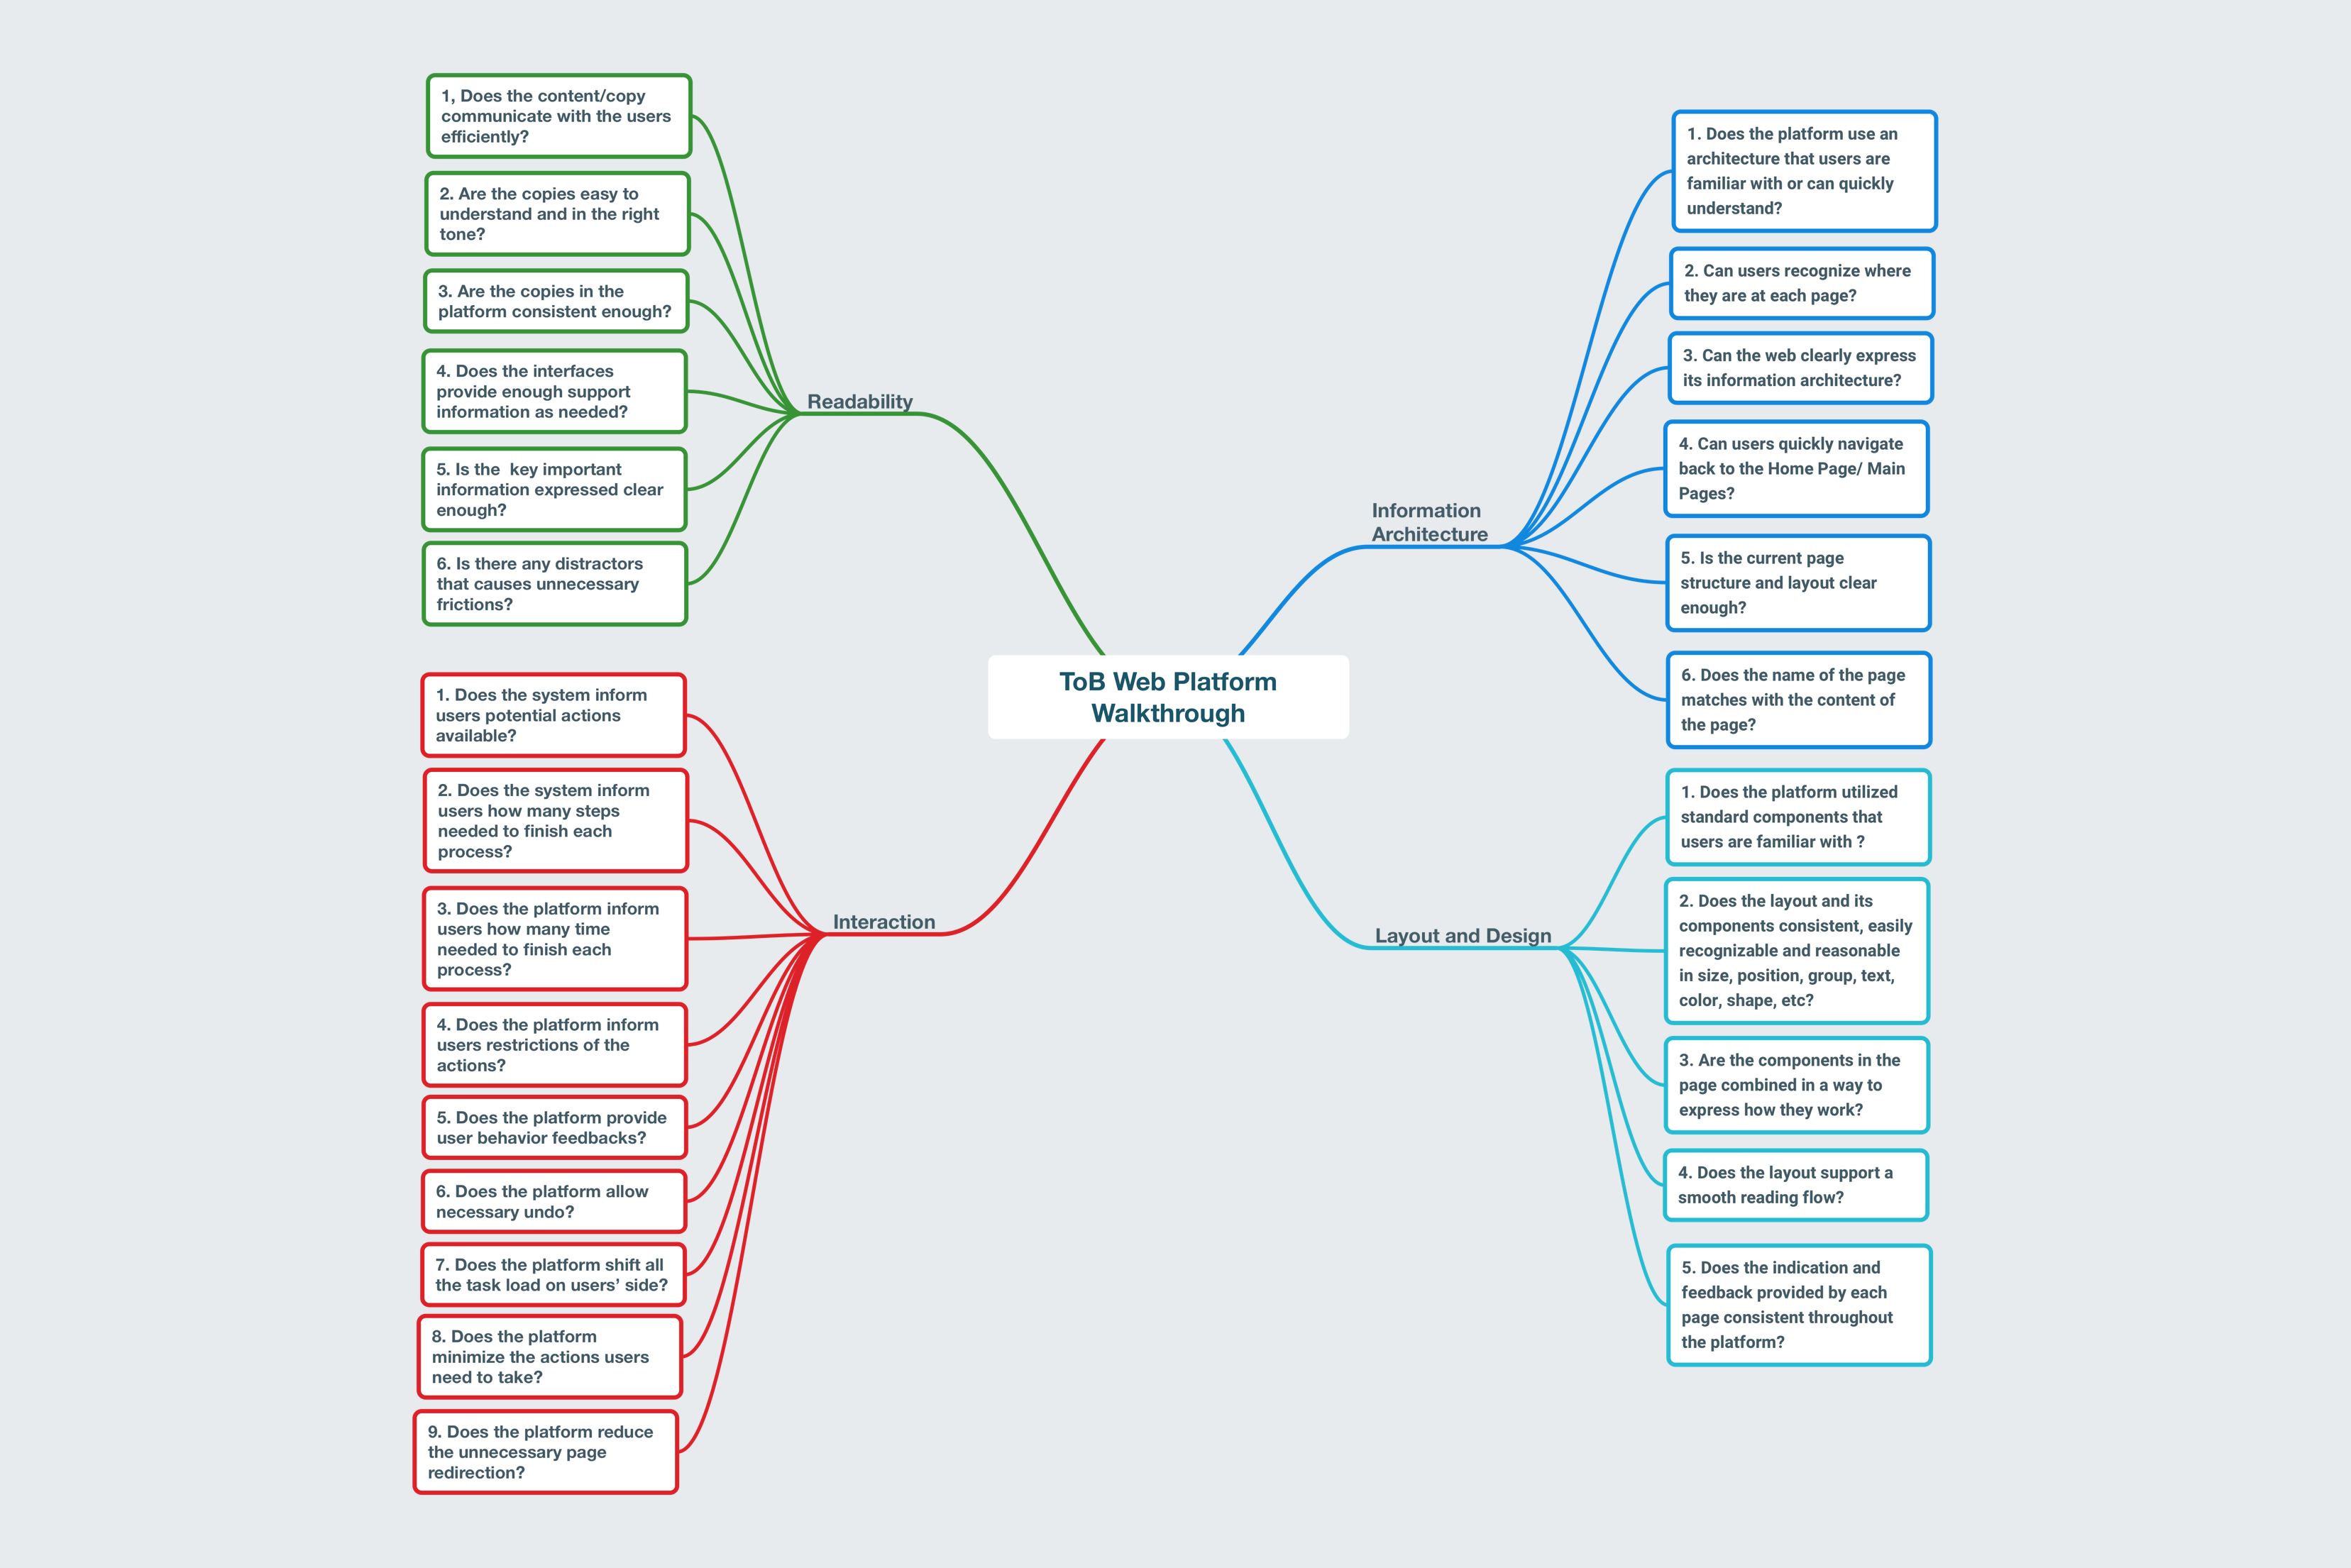 ToB Web Platform
Walkthrough
Readability
1, Does the content/copy
communicate with the users
efficiently?
2. Are the copies easy to
understand and in the right
tone?
3. Are the copies in the
platform consistent enough?
4. Does the interfaces
provide enough support
information as needed?
5. Is the  key important
information expressed clear
enough?
6. Is there any distractors
that causes unnecessary
frictions?
Interaction
1. Does the system inform
users potential actions
available?
2. Does the system inform
users how many steps
needed to finish each
process?
3. Does the platform inform
users how many time
needed to finish each
process?
4. Does the platform inform
users restrictions of the
actions?
5. Does the platform provide
user behavior feedbacks?
6. Does the platform allow
necessary undo?
7. Does the platform shift all
the task load on users’ side?
8. Does the platform
minimize the actions users
need to take?
9. Does the platform reduce
the unnecessary page
redirection?
Information
Architecture
1. Does the platform use an
architecture that users are
familiar with or can quickly
understand?
2. Can users recognize where
they are at each page?
3. Can the web clearly express
its information architecture?
4. Can users quickly navigate
back to the Home Page/ Main
Pages?
5. Is the current page
structure and layout clear
enough?
6. Does the name of the page
matches with the content of
the page?
Layout and Design
1. Does the platform utilized
standard components that
users are familiar with ?
2. Does the layout and its
components consistent, easily
recognizable and reasonable
in size, position, group, text,
color, shape, etc?
3. Are the components in the
page combined in a way to
express how they work?
4. Does the layout support a
smooth reading flow?
5. Does the indication and
feedback provided by each
page consistent throughout
the platform?